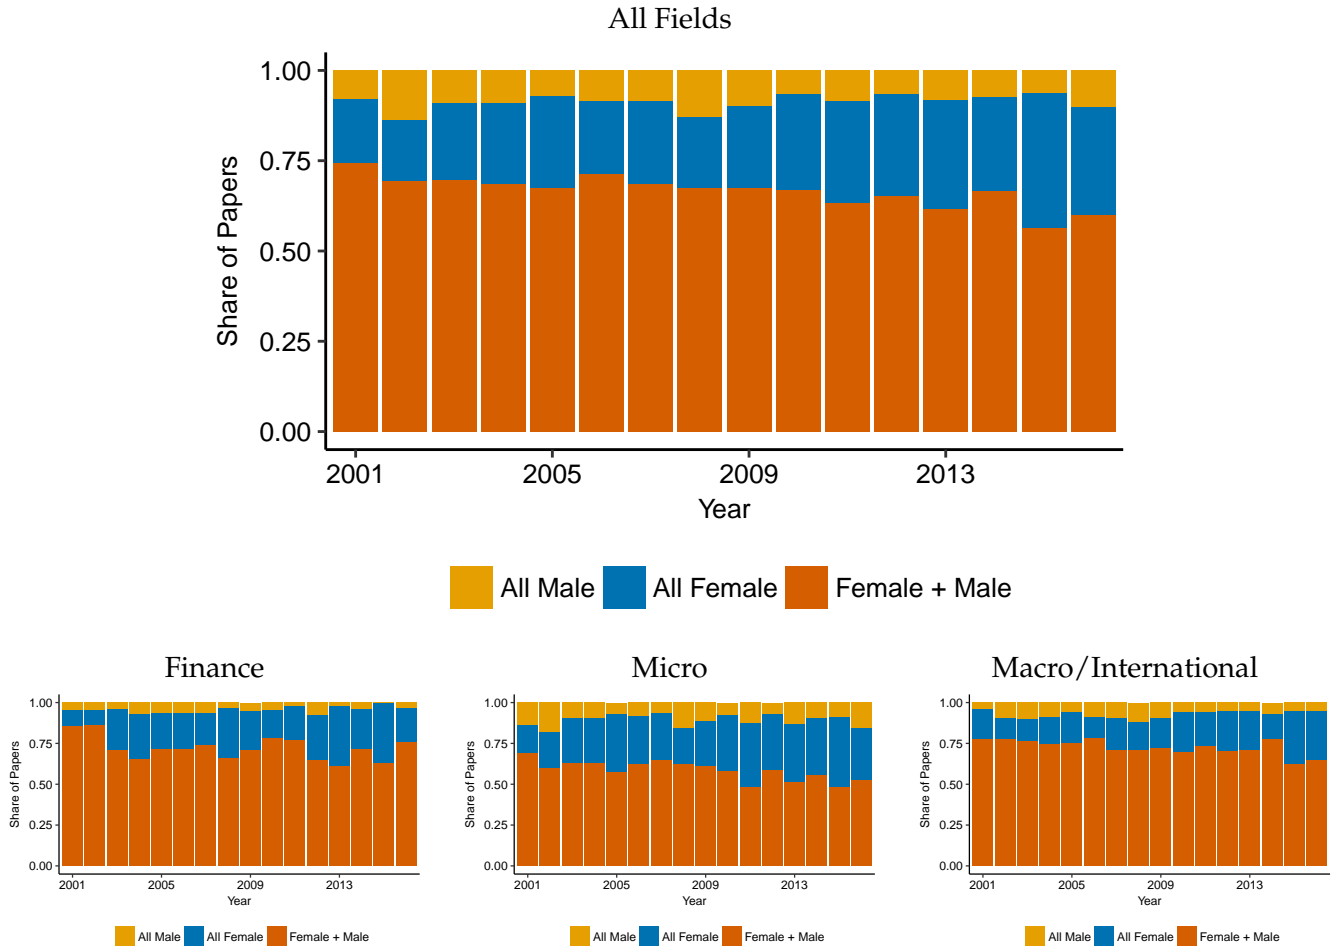 All Fields
1.00
0.75
0.50
0.25
0.00
Share of Papers
2001 2005 2009 2013
Year
All Male All Female Female + Male
Finance
1.00
0.75
0.50
0.25
0.00
Share of Papers
2001 2005 2009 2013
Year
All Male All Female Female + Male
Micro
1.00
0.75
0.50
0.25
0.00
Share of Papers
2001 2005 2009 2013
Year
All Male All Female Female + Male
Macro/International
1.00
0.75
0.50
0.25
0.00
Share of Papers
2001 2005 2009 2013
Year
All Male All Female Female + Male